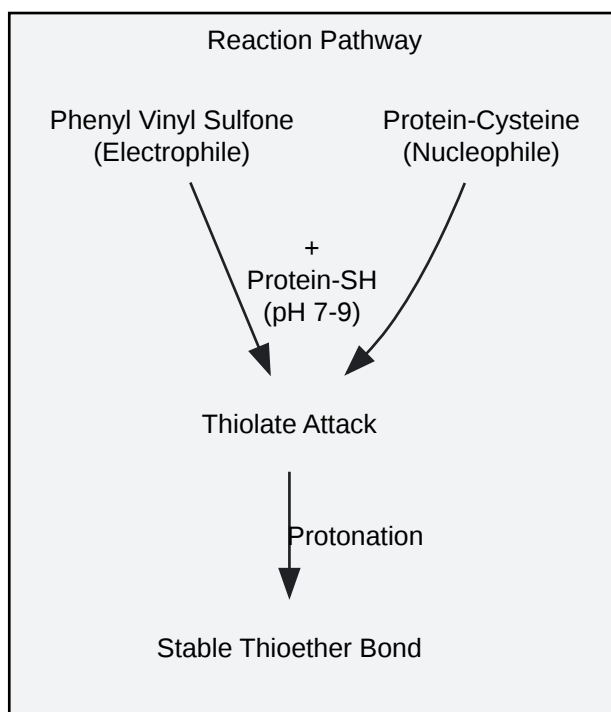 Reaction Pathway
Phenyl Vinyl Sulfone
(Electrophile)
Protein-Cysteine
(Nucleophile)
+
Protein-SH
(pH 7-9)
Thiolate Attack
Protonation
Stable Thioether Bond